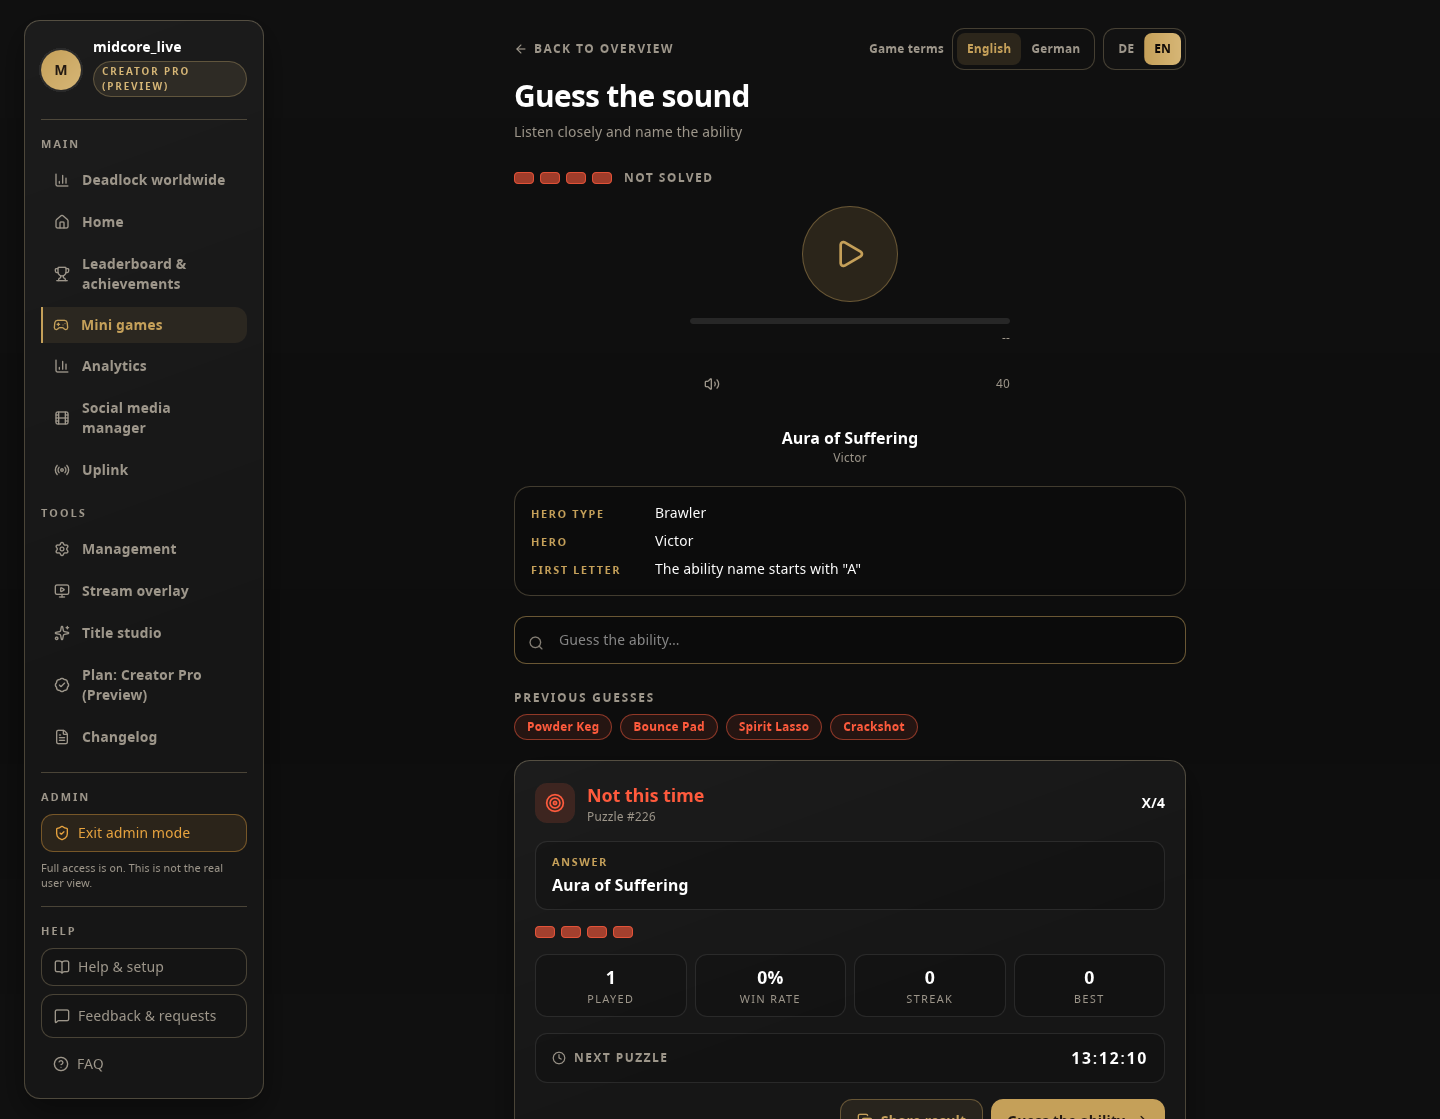 midcore_live
M
CREATOR PRO
(PREVIEW)
MAIN
Deadlock worldwide
Home
Leaderboard &
achievements
Mini games
Analytics
Social media
manager
Uplink
TOOLS
Management
Stream overlay
Title studio
Plan: Creator Pro
(Preview)
Changelog
ADMIN
Exit admin mode
Full access is on. This is not the real
user view.
HELP
Help & setup
Feedback & requests
FAQ
BACK TO OVERVIEW
Game terms English German DE EN
Guess the sound
Listen closely and name the ability
NOT SOLVED
--
40
Aura of Suffering
Victor
HERO TYPE Brawler
HERO Victor
FIRST LETTER The ability name starts with "A"
Guess the ability...
PREVIOUS GUESSES
Powder Keg Bounce Pad Spirit Lasso Crackshot
Not this time
Puzzle #226
X/4
ANSWER
Aura of Suffering
1 0% 0 0
PLAYED WIN RATE STREAK BEST
NEXT PUZZLE 13:12:10
Share result Guess the ability